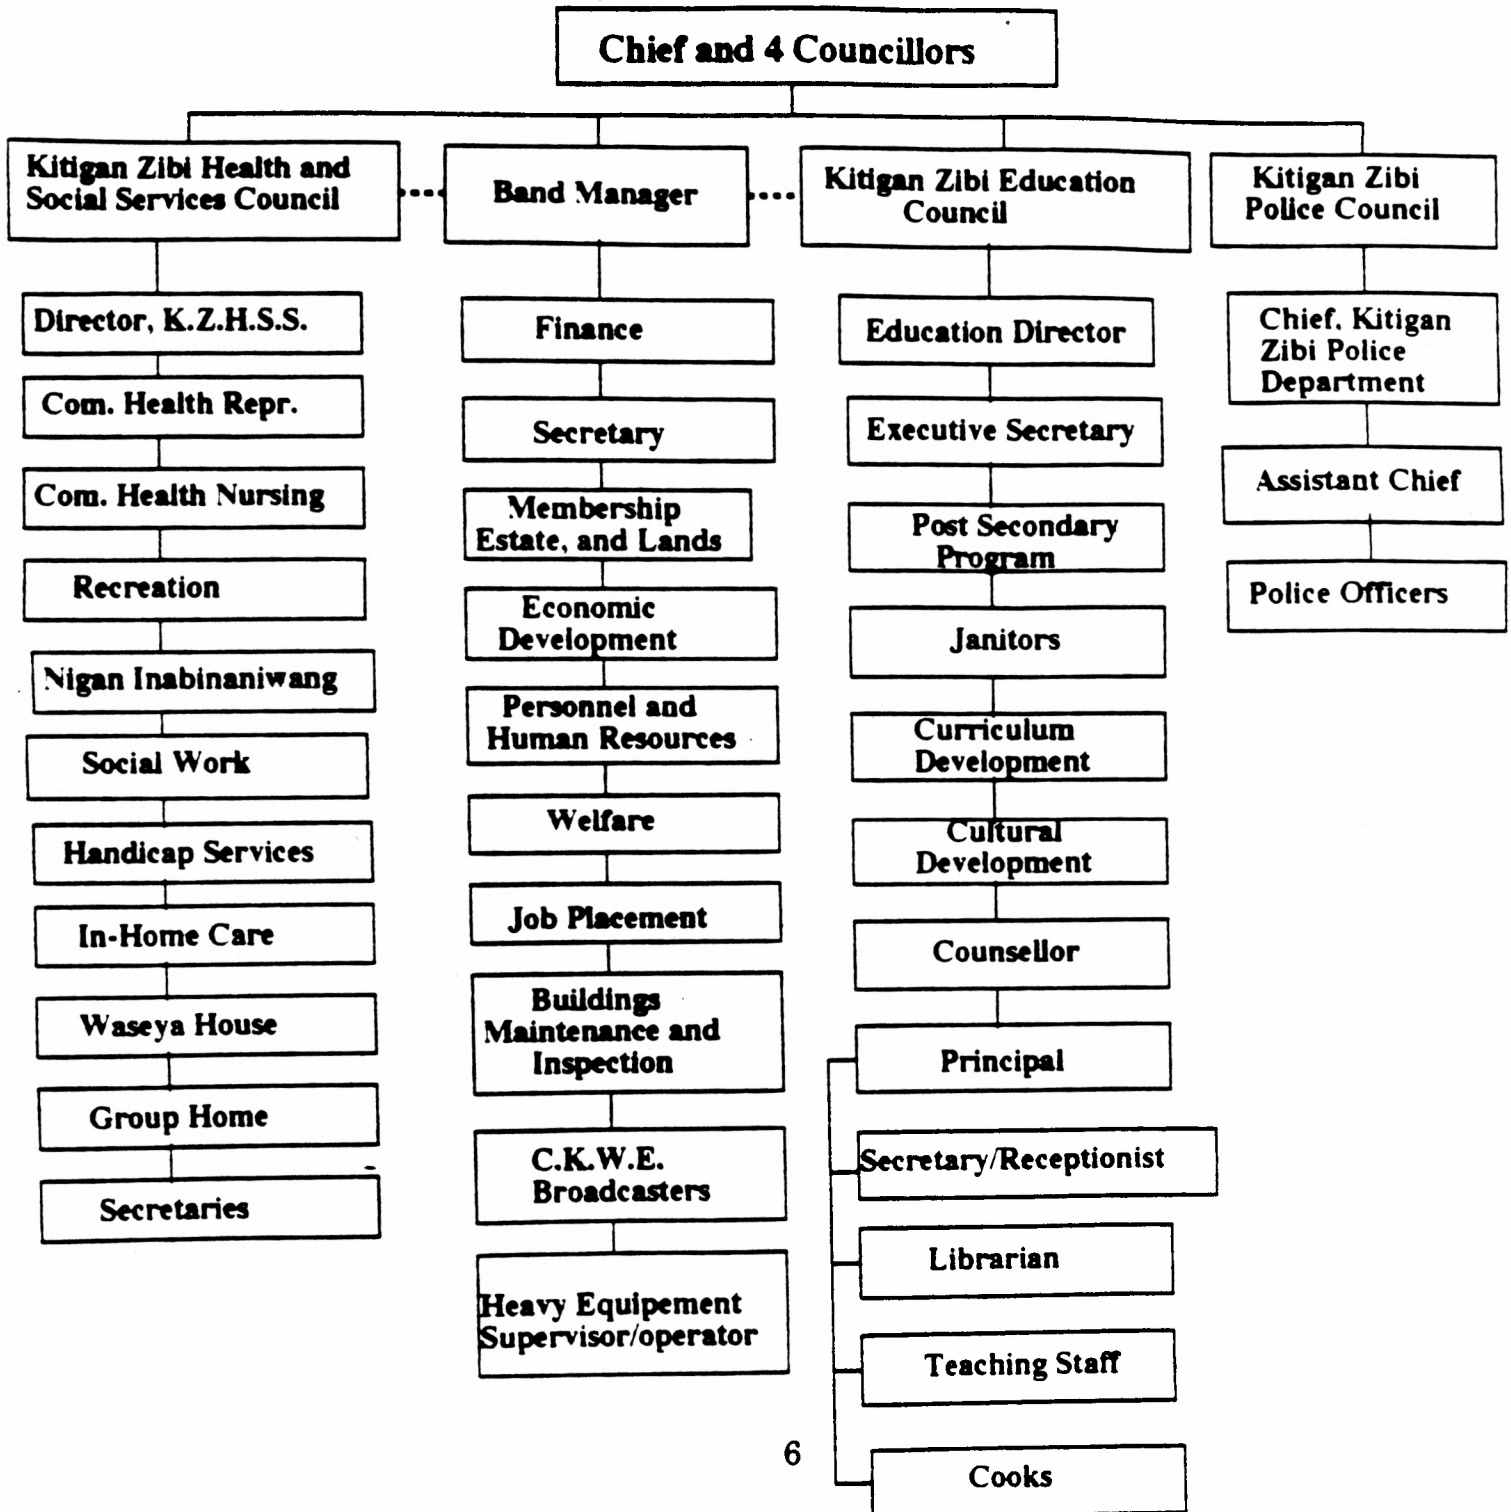 Chief and 4 Councillors
Kitigan Zibi Health and
Social Services Council
Band Manager
Kitigan Zibi Education
Council
Kitigan Zibi
Police Council
Director, K.Z.H.S.S.
Com. Health Repr.
Com. Health Nursing
Recreation
Nigan Inabinaniwang
Social Work
Handicap Services
In-Home Care
Waseya House
Group Home
Secretaries
Finance
Secretary
Membership
Estate, and Lands
Economic
Development
Personnel and
Human Resources
Welfare
Job Placement
Buildings
Maintenance and
Inspection
C.K.W.E.
Broadcasters
Heavy Equipement
Supervisor/operator
Education Director
Executive Secretary
Post Secondary
Program
Janitors
Curriculum
Development
Cultural
Development
Counsellor
Principal
Secretary/Receptionist
Librarian
Teaching Staff
Cooks
Chief, Kitigan
Zibi Police
Department
Assistant Chief
Police Officers
6